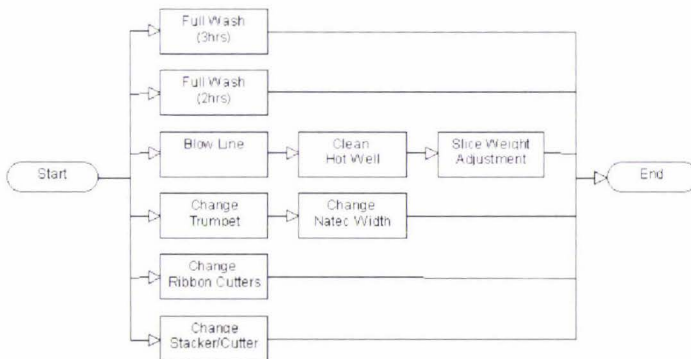 Full Wash
(3hrs)
Full Wash
(2hrs)
Blow Line
Clean
Hot Well
Slice Weight
Adjustment
Start
End
Change
Trumpet
Change
Natec Width
Change
Ribbon Cutters
Change
Stacker/Cutter